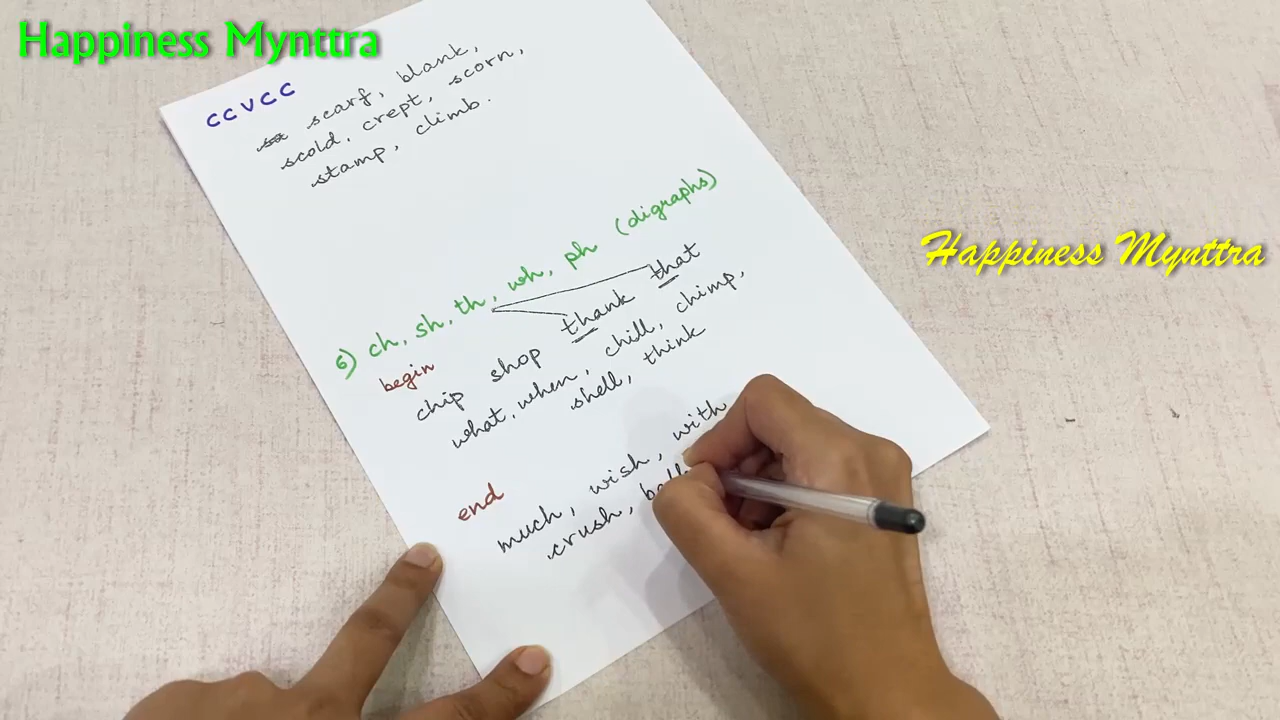 Happiness Mynttra
CCVCC
scarf, blank,
scold, crept, scorn,
stamp, climb.
Happiness Mynttra
6) ch, sh, th, wh, ph (digraphs)
begin
chip shop thank that
what, when, chill, chimp,
shell, think
end
much, wish, with
crush,